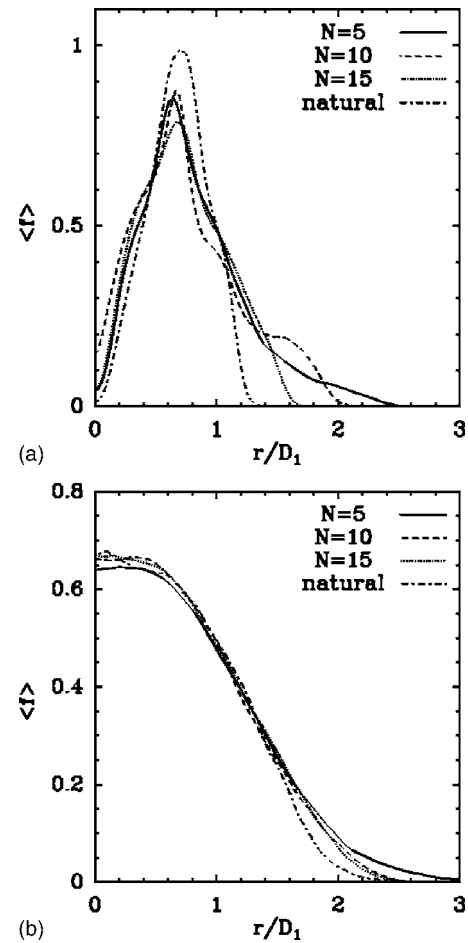 1
0.5
0
<f>
N=5
N=10
N=15
natural
0 1 2 3
(a)
r/D₁
0.8
0.6
0.4
0.2
0
<f>
N=5
N=10
N=15
natural
0 1 2 3
(b)
r/D₁